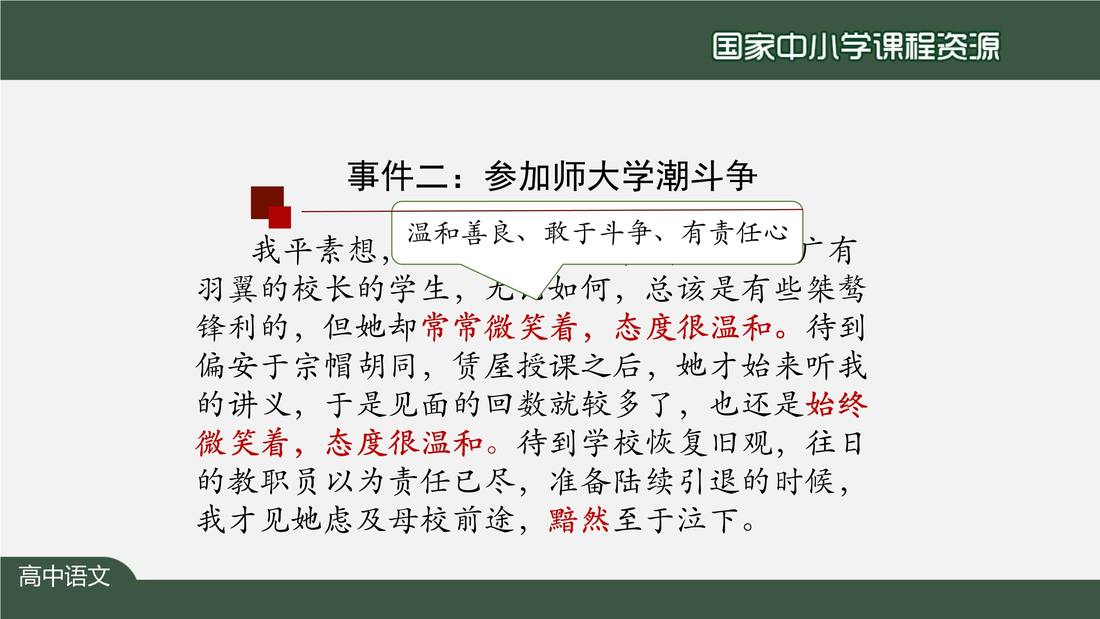 国家中小学课程资源
事件二：参加师大学潮斗争
温和善良、敢于斗争、有责任心
我平素想，广有
羽翼的校长的学生，无论如何，总该是有些桀骜
锋利的，但她却常常微笑着，态度很温和。待到
偏安于宗帽胡同，赁屋授课之后，她才始来听我
的讲义，于是见面的回数就较多了，也还是始终
微笑着，态度很温和。待到学校恢复旧观，往日
的教职员以为责任已尽，准备陆续引退的时候，
我才见她虑及母校前途，黯然至于泣下。
高中语文